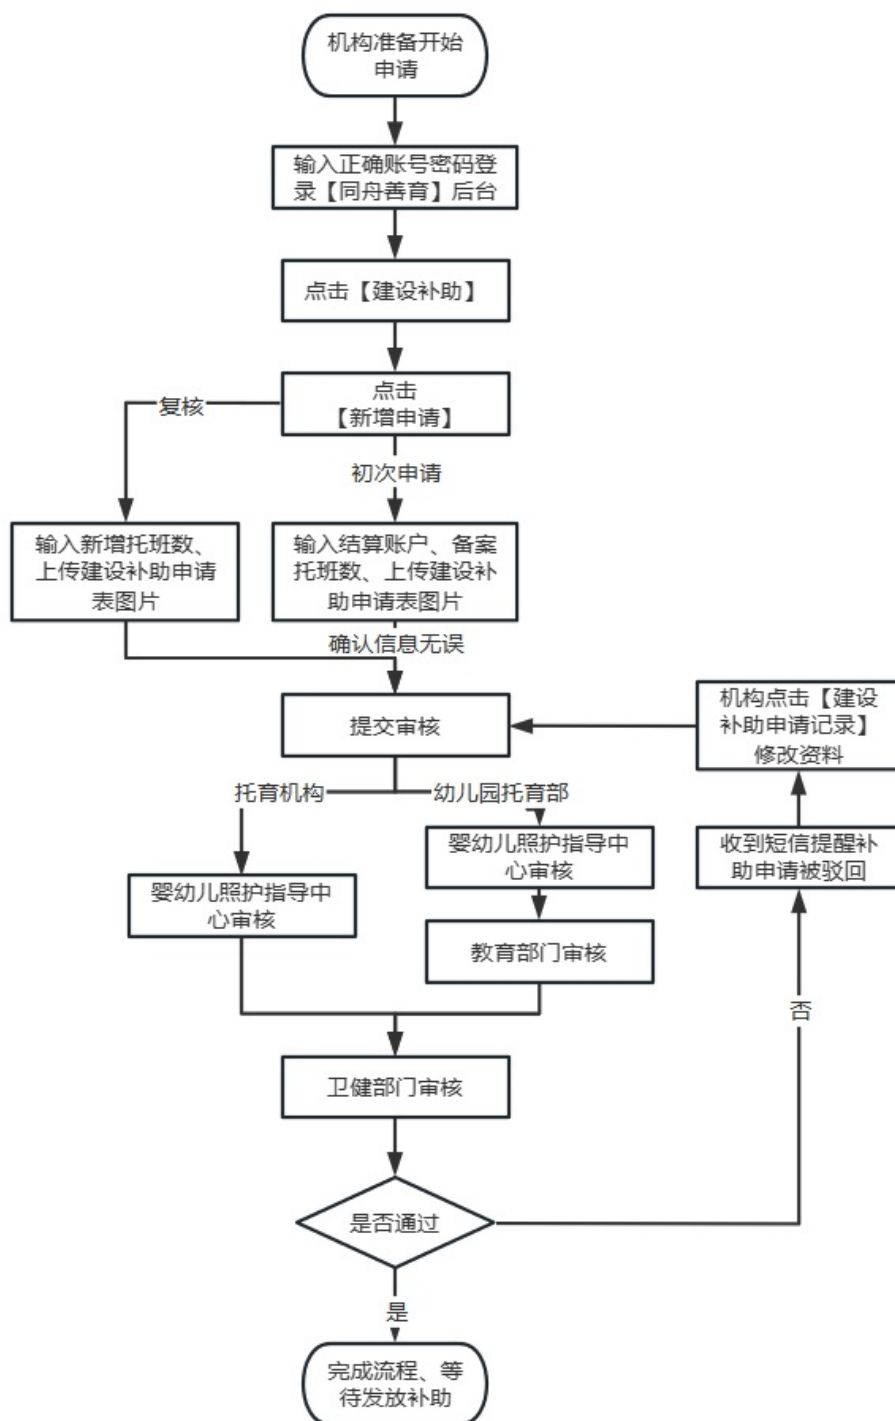 机构准备开始
申请
输入正确账号密码登
录【同舟善育】后台
点击【建设补助】
点击
【新增申请】
复核
初次申请
输入新增托班数、
上传建设补助申请
表图片
输入结算账户、备案
托班数、上传建设补
助申请表图片
确认信息无误
提交审核
机构点击【建设
补助申请记录】
修改资料
托育机构
幼儿园托育部
婴幼儿照护指导中
心审核
收到短信提醒补
助申请被驳回
婴幼儿照护指导中
心审核
教育部门审核
否
卫健部门审核
是否通过
是
完成流程、等
待发放补助